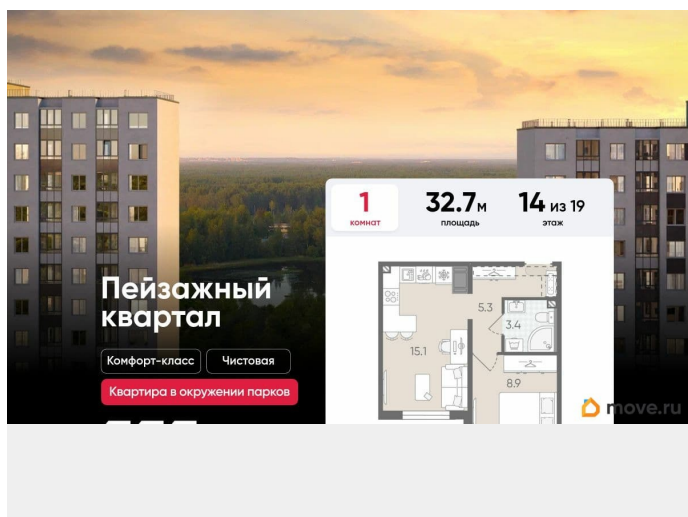 1
комнат
32.7м
площадь
14 из 19
этаж
Пейзажный
квартал
Комфорт-класс
Чистовая
Квартира в окружении парков
5.3
3.4
15.1
8.9
move.ru